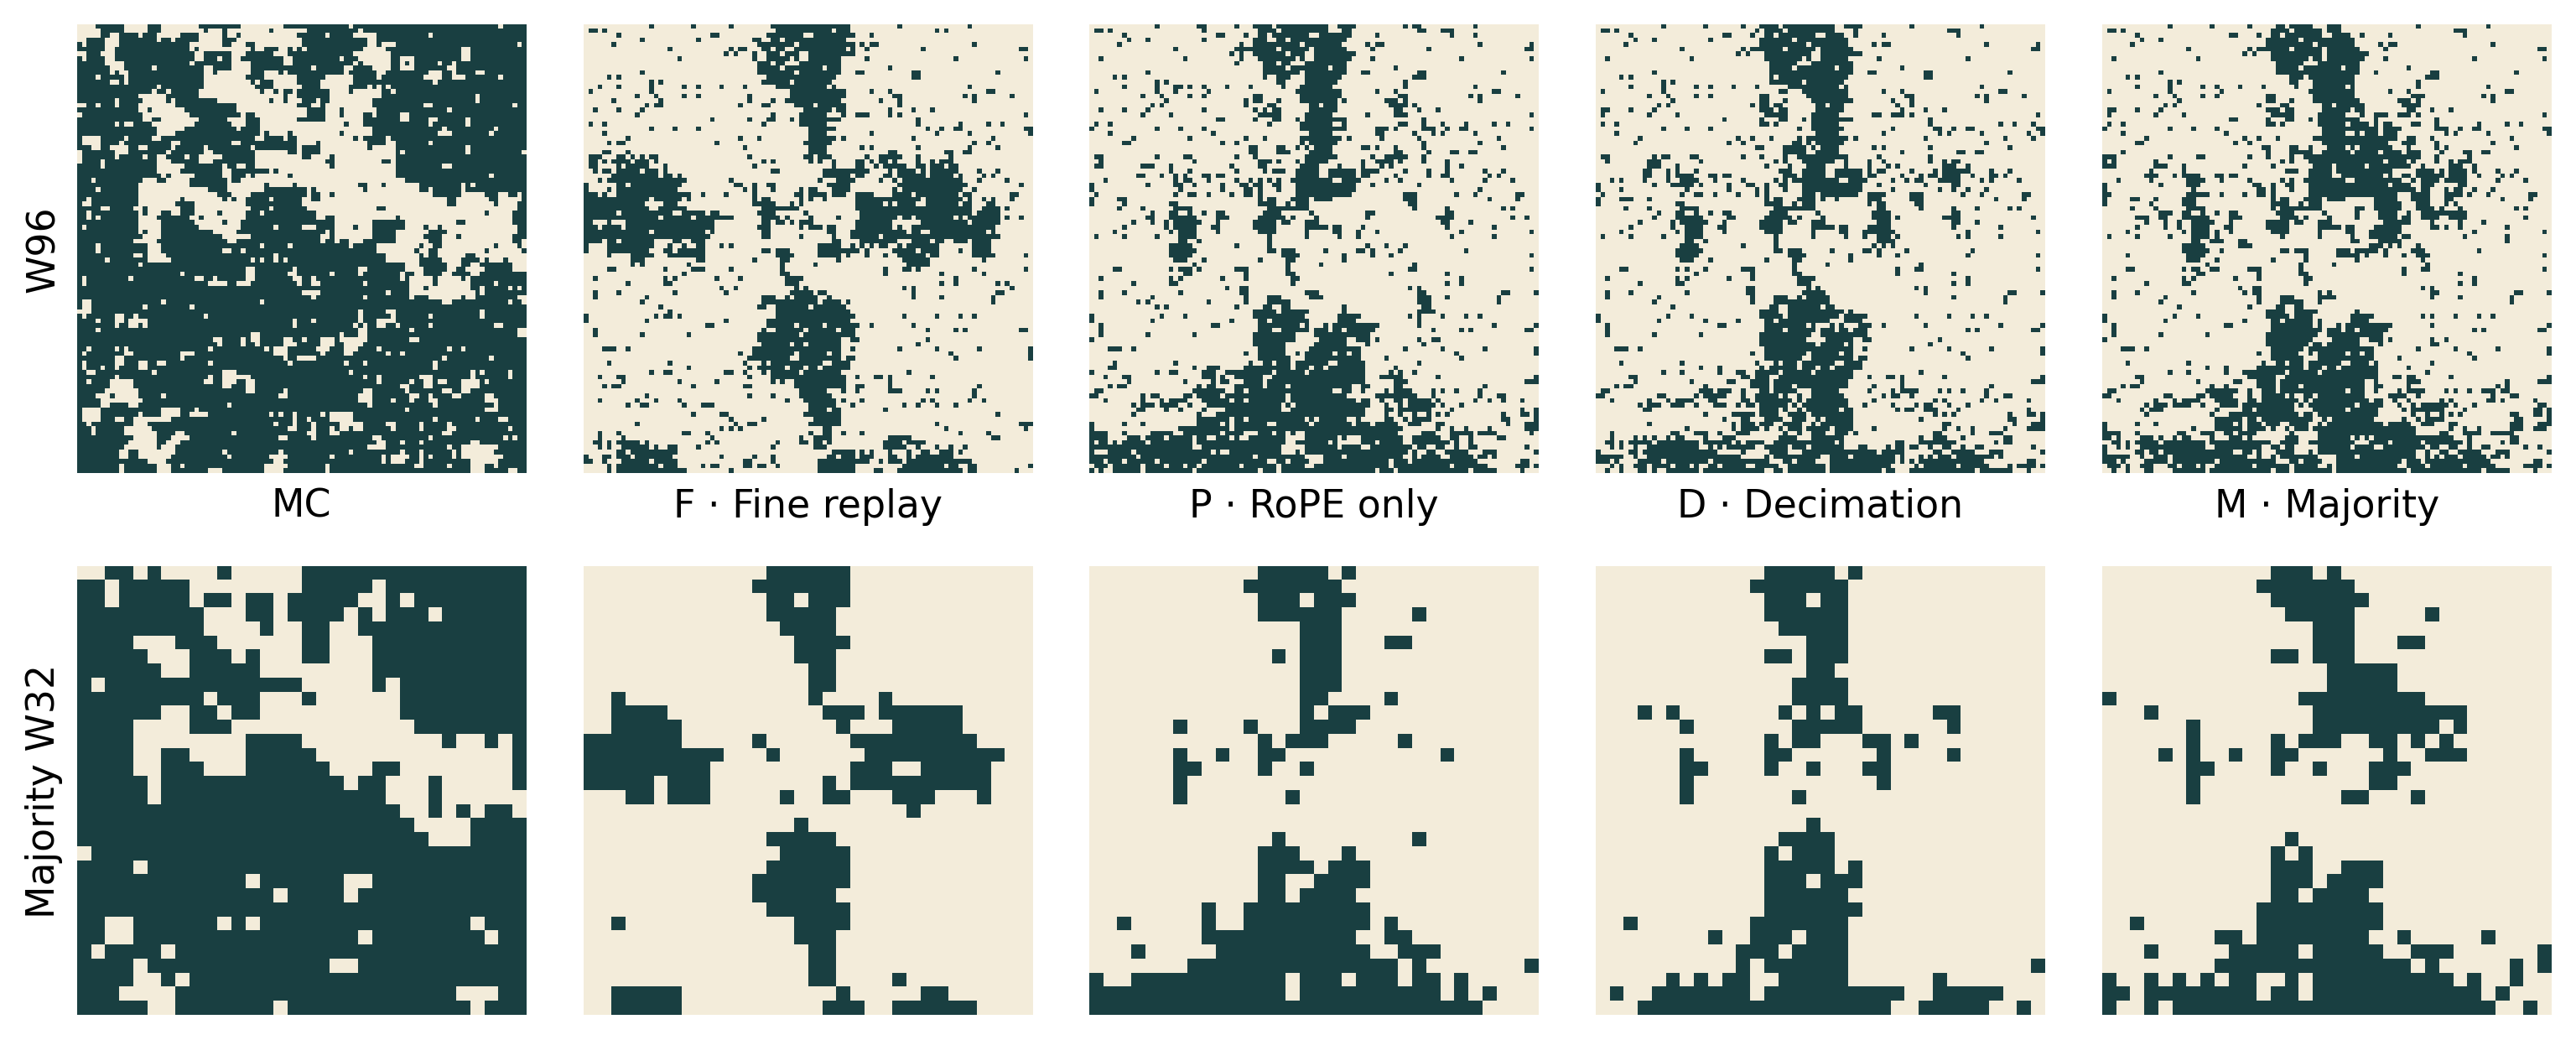 W96
MC
F · Fine replay
P · RoPE only
D · Decimation
M · Majority
Majority W32